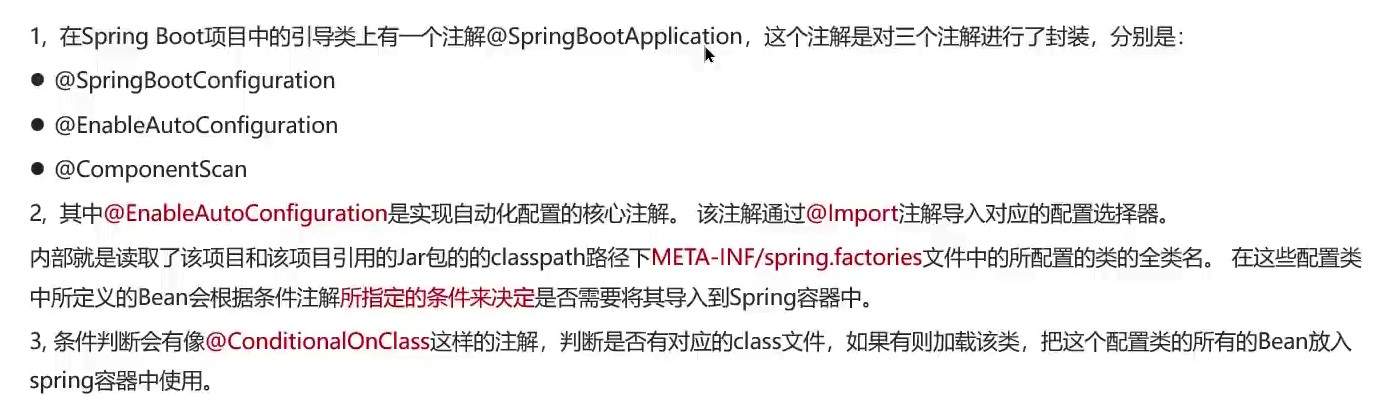 1，在Spring Boot项目中的引导类上有一个注解@SpringBootApplication，这个注解是对三个注解进行了封装，分别是：
● @SpringBootConfiguration
● @EnableAutoConfiguration
● @ComponentScan
2，其中@EnableAutoConfiguration是实现自动化配置的核心注解。 该注解通过@Import注解导入对应的配置选择器。
内部就是读取了该项目和该项目引用的Jar包的的classpath路径下META-INF/spring.factories文件中的所配置的类的全类名。 在这些配置类
中所定义的Bean会根据条件注解所指定的条件来决定是否需要将其导入到Spring容器中。
3, 条件判断会有像@ConditionalOnClass这样的注解，判断是否有对应的class文件，如果有则加载该类，把这个配置类的所有的Bean放入
spring容器中使用。